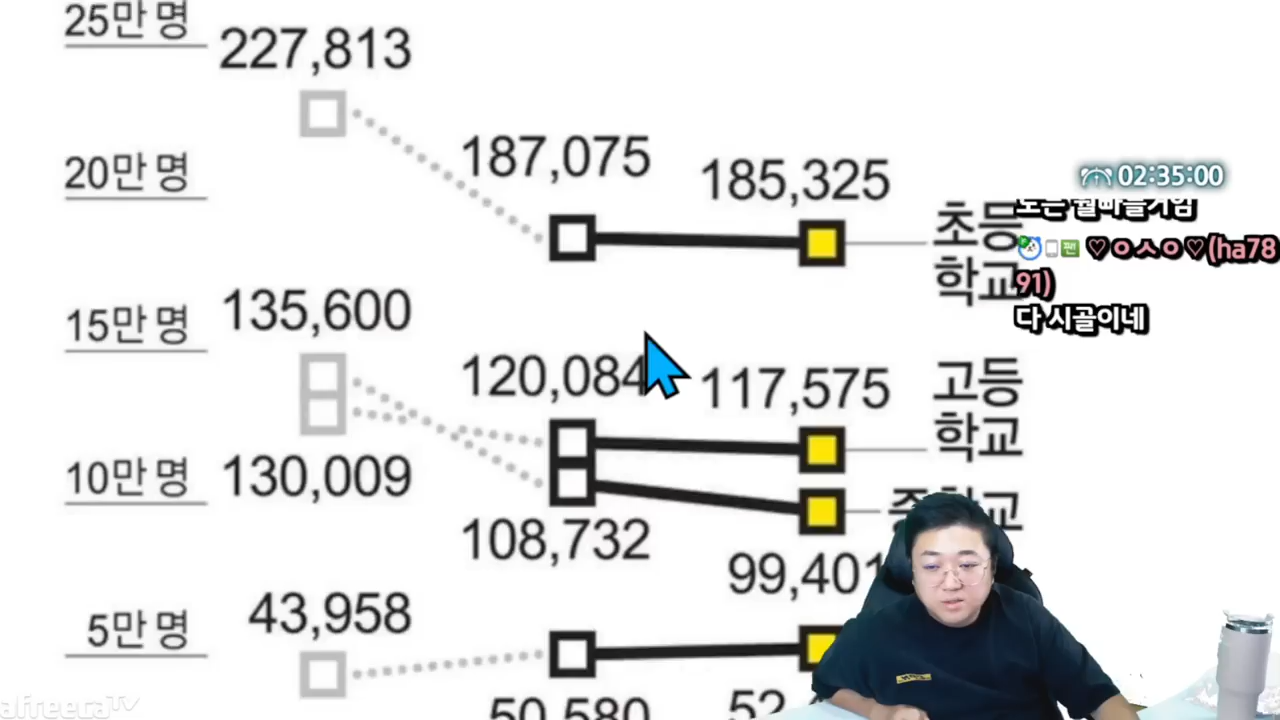 25만 명
227,813
20만 명
187,075
185,325
초등
학교
02:35:00
♡ㅇㅅㅇ♡(ha78
91)
다 시골이네
15만 명
135,600
120,084
117,575
고등
학교
10만 명
130,009
108,732
99,401
5만 명
43,958
50,580
afreecaTV